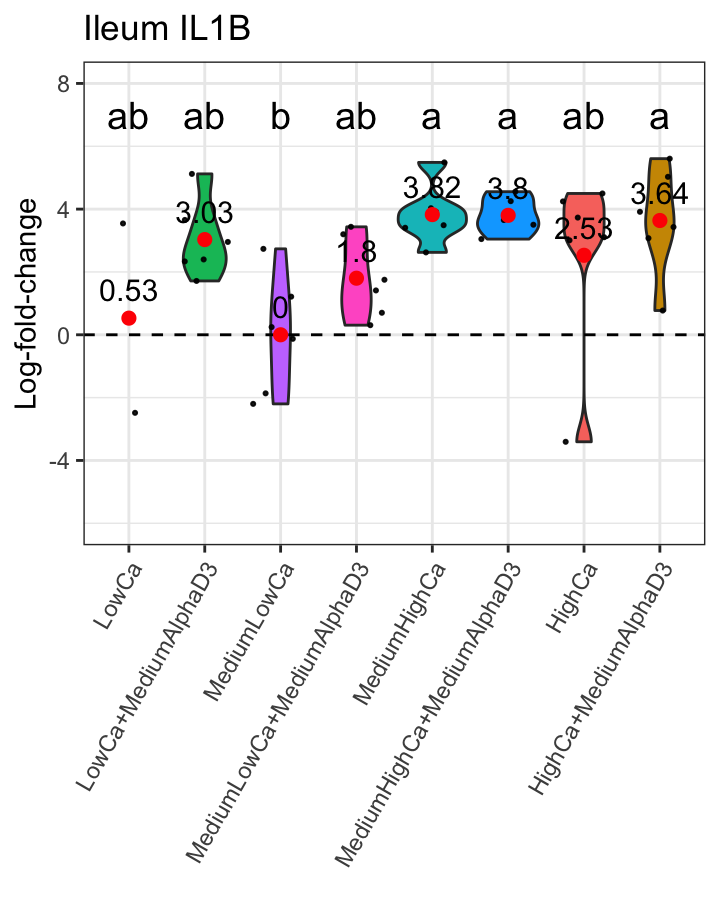 Ileum IL1B
Log-fold-change
8
4
0
-4
ab
ab
b
ab
a
a
ab
a
0.53
3.03
0
1.8
3.82
3.8
2.53
3.64
LowCa
LowCa+MediumAlphaD3
MediumLowCa
MediumLowCa+MediumAlphaD3
MediumHighCa
MediumHighCa+MediumAlphaD3
HighCa
HighCa+MediumAlphaD3